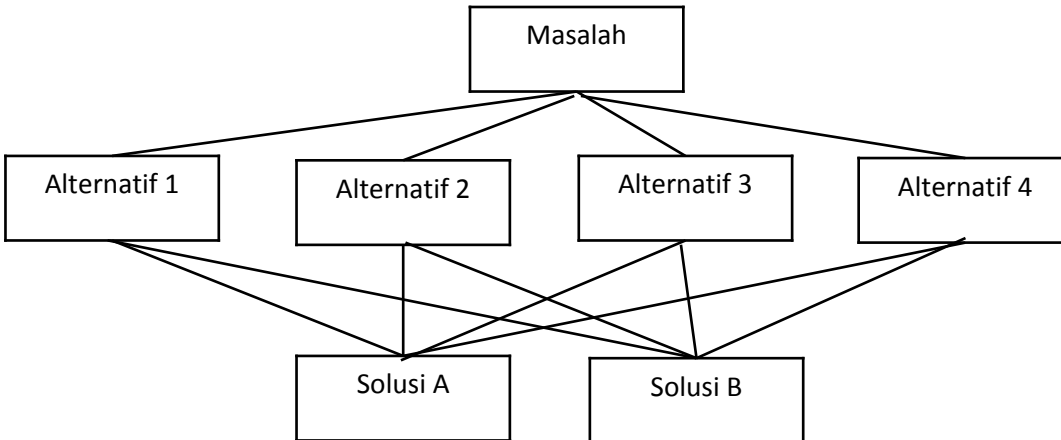 Masalah
Alternatif 1
Alternatif 2
Alternatif 3
Alternatif 4
Solusi A
Solusi B